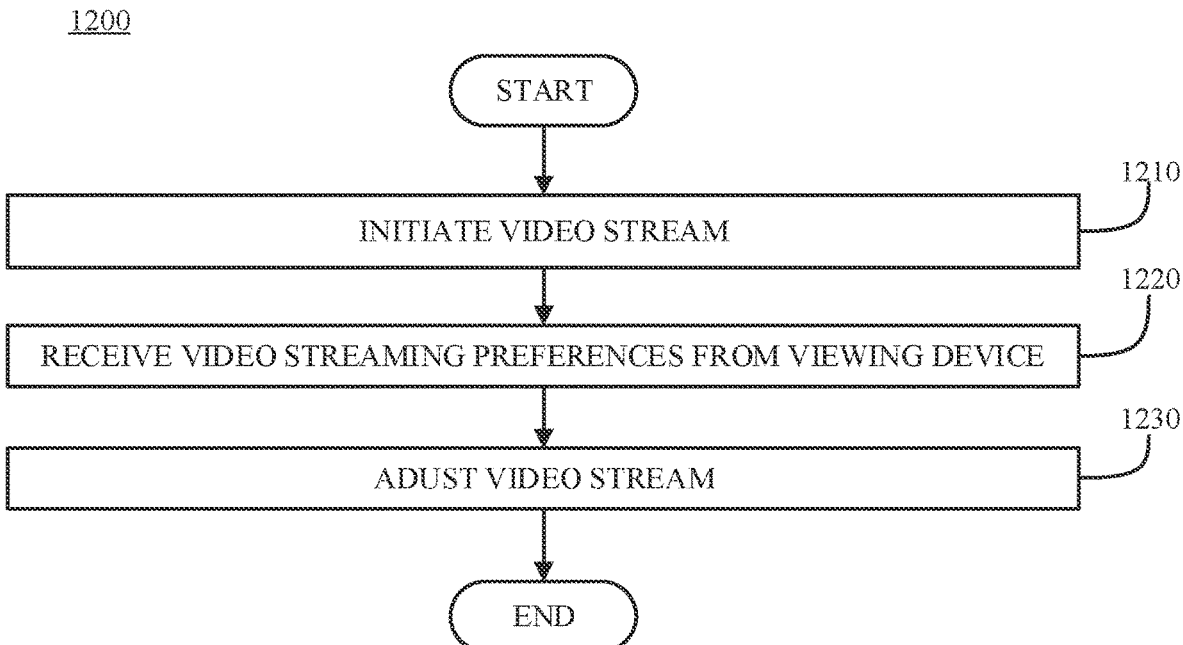 1200
START
1210
INITIATE VIDEO STREAM
1220
RECEIVE VIDEO STREAMING PREFERENCES FROM VIEWING DEVICE
1230
ADUST VIDEO STREAM
END